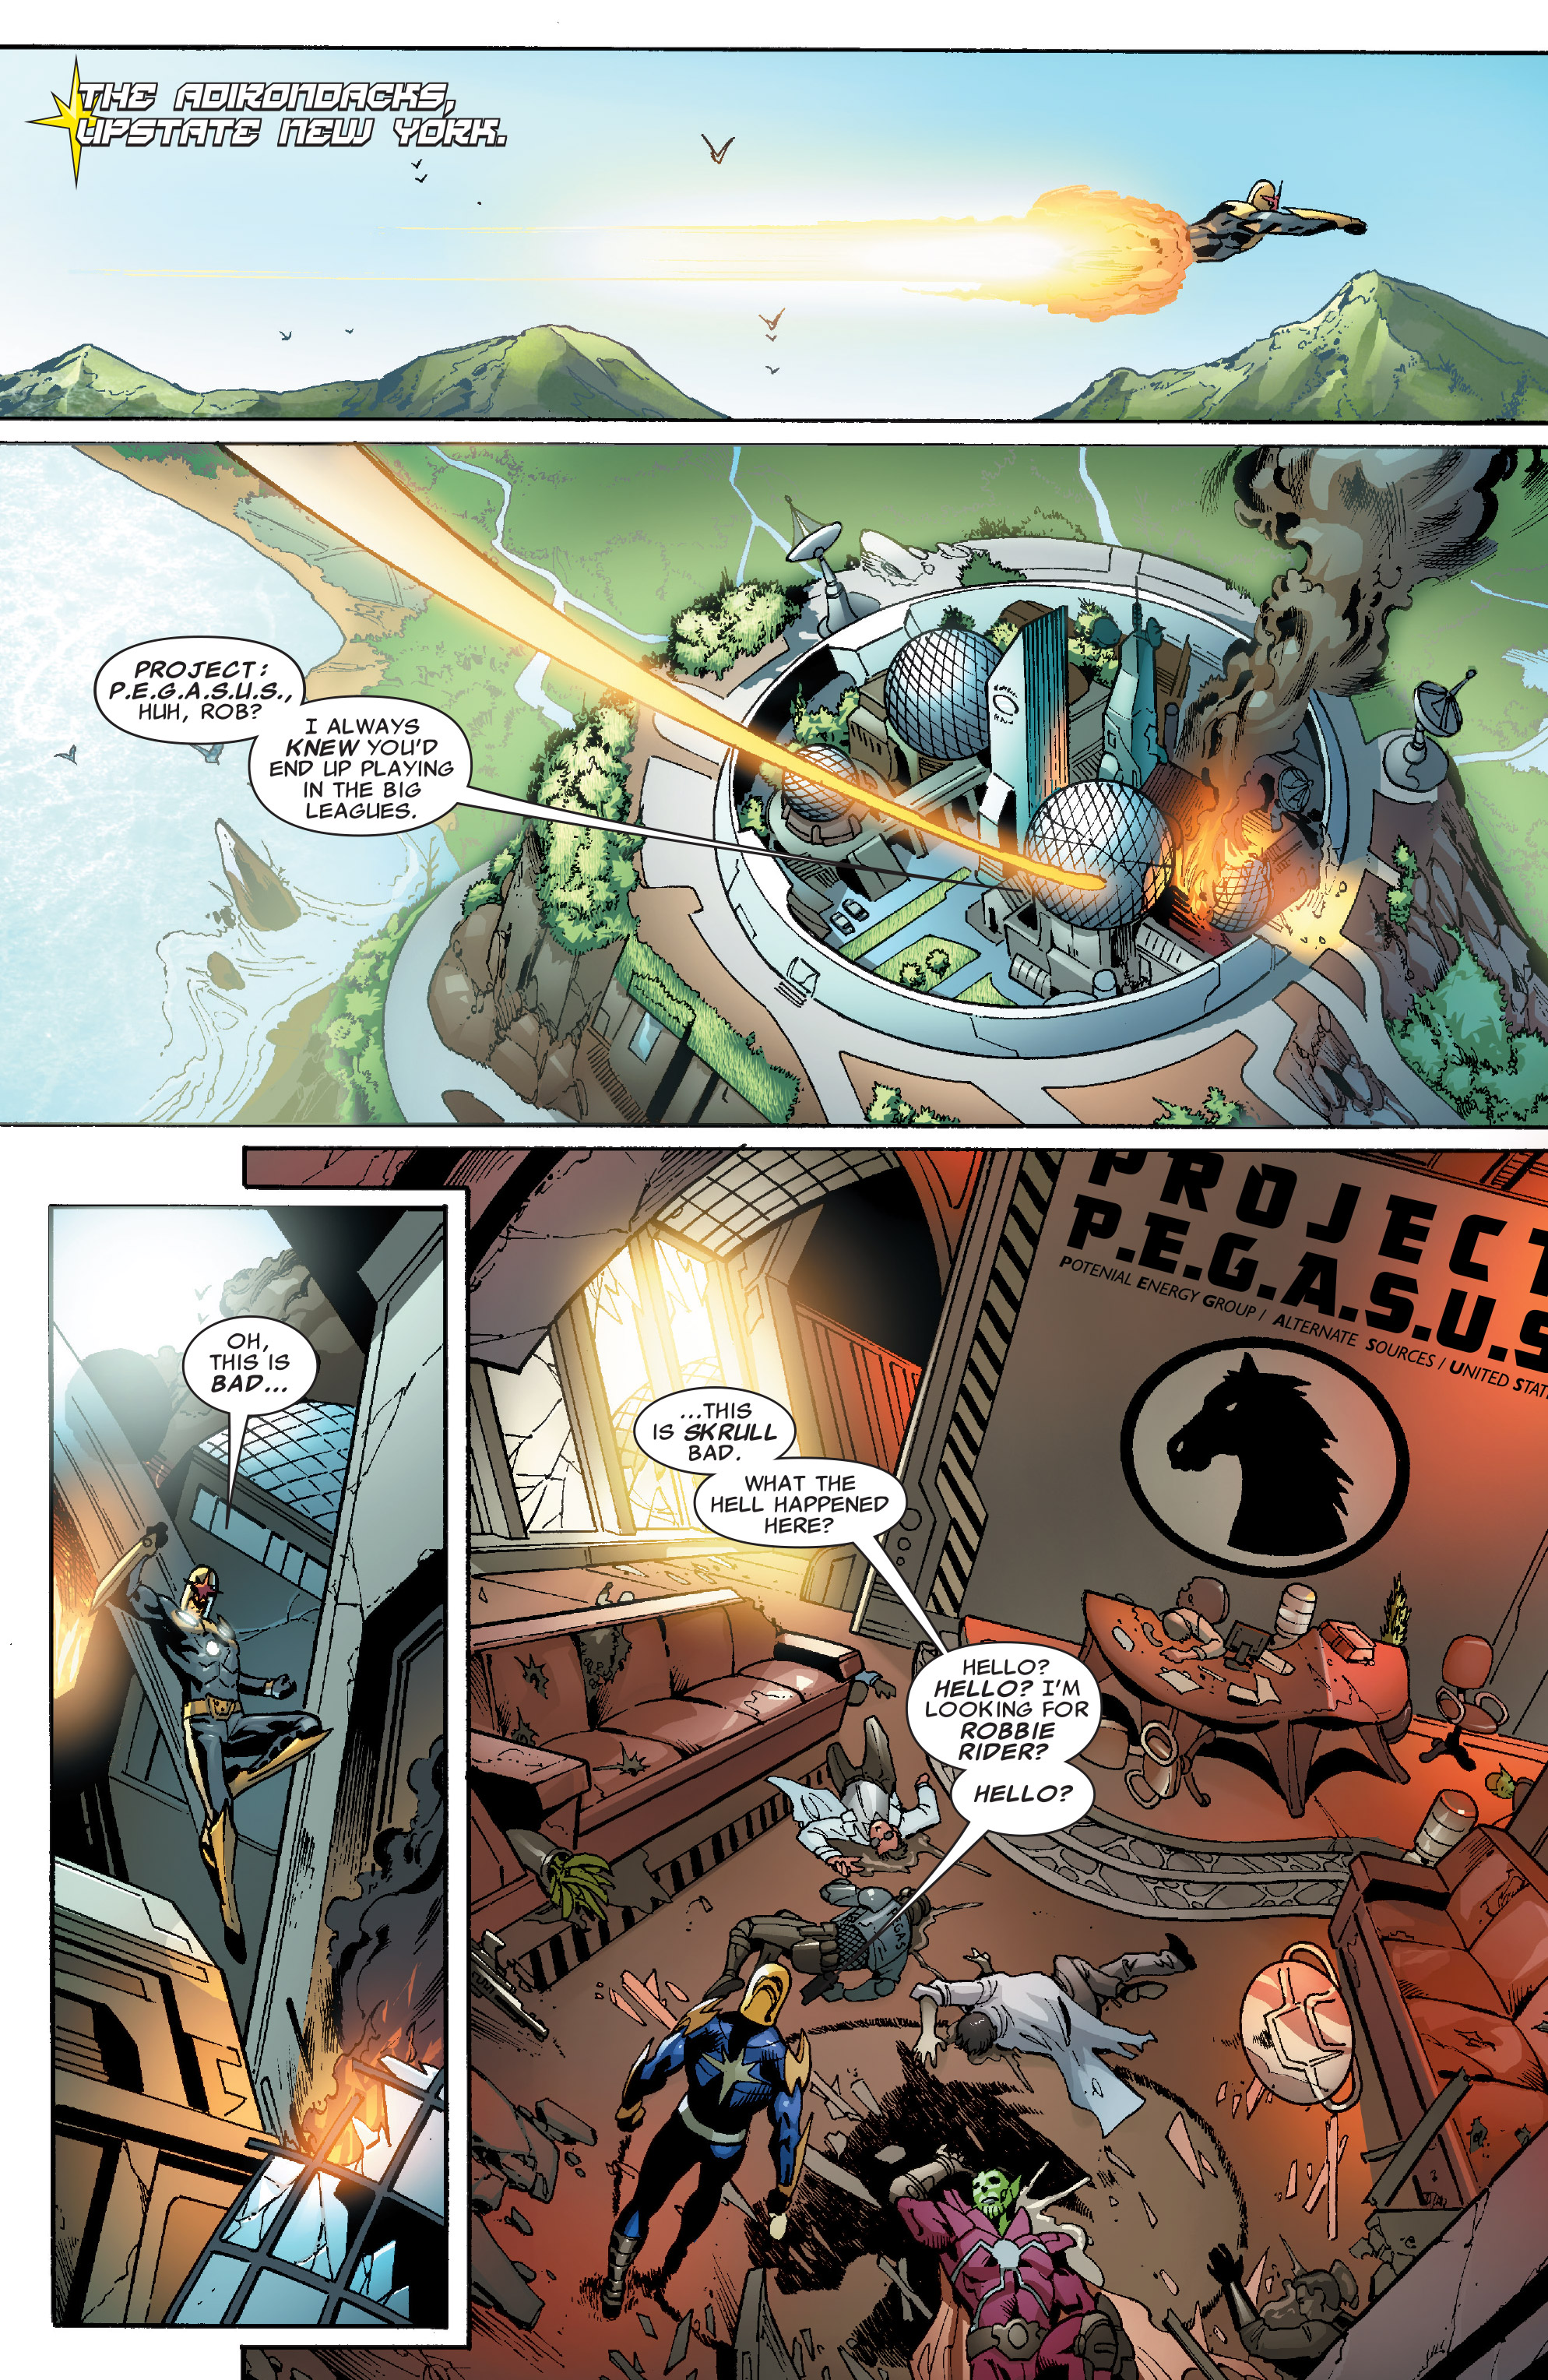 THE ADIRONDACKS,
UPSTATE NEW YORK.
PROJECT:
P.E.G.A.S.U.S.,
HUH, ROB?
I ALWAYS
KNEW YOU'D
END UP PLAYING
IN THE BIG
LEAGUES.
OH,
THIS IS
BAD...
PROJECT
P.E.G.A.S.U.S
POTENIAL ENERGY GROUP / ALTERNATE SOURCES / UNITED STAT
...THIS
IS SKRULL
BAD.
WHAT THE
HELL HAPPENED
HERE?
HELLO?
HELLO? I'M
LOOKING FOR
ROBBIE
RIDER?
HELLO?